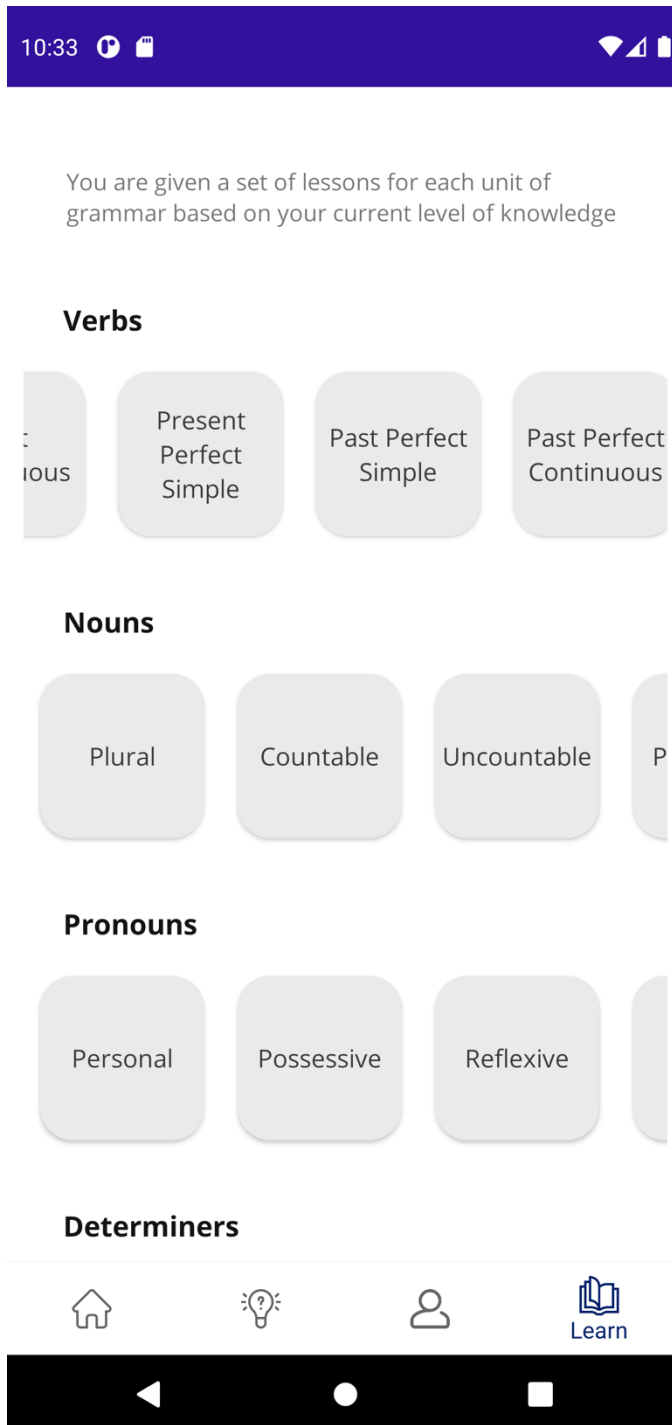 10:33
You are given a set of lessons for each unit of
grammar based on your current level of knowledge
Verbs
Present
Perfect
Simple
Past Perfect
Simple
Past Perfect
Continuous
Nouns
Plural
Countable
Uncountable
P
Pronouns
Personal
Possessive
Reflexive
Determiners
Learn